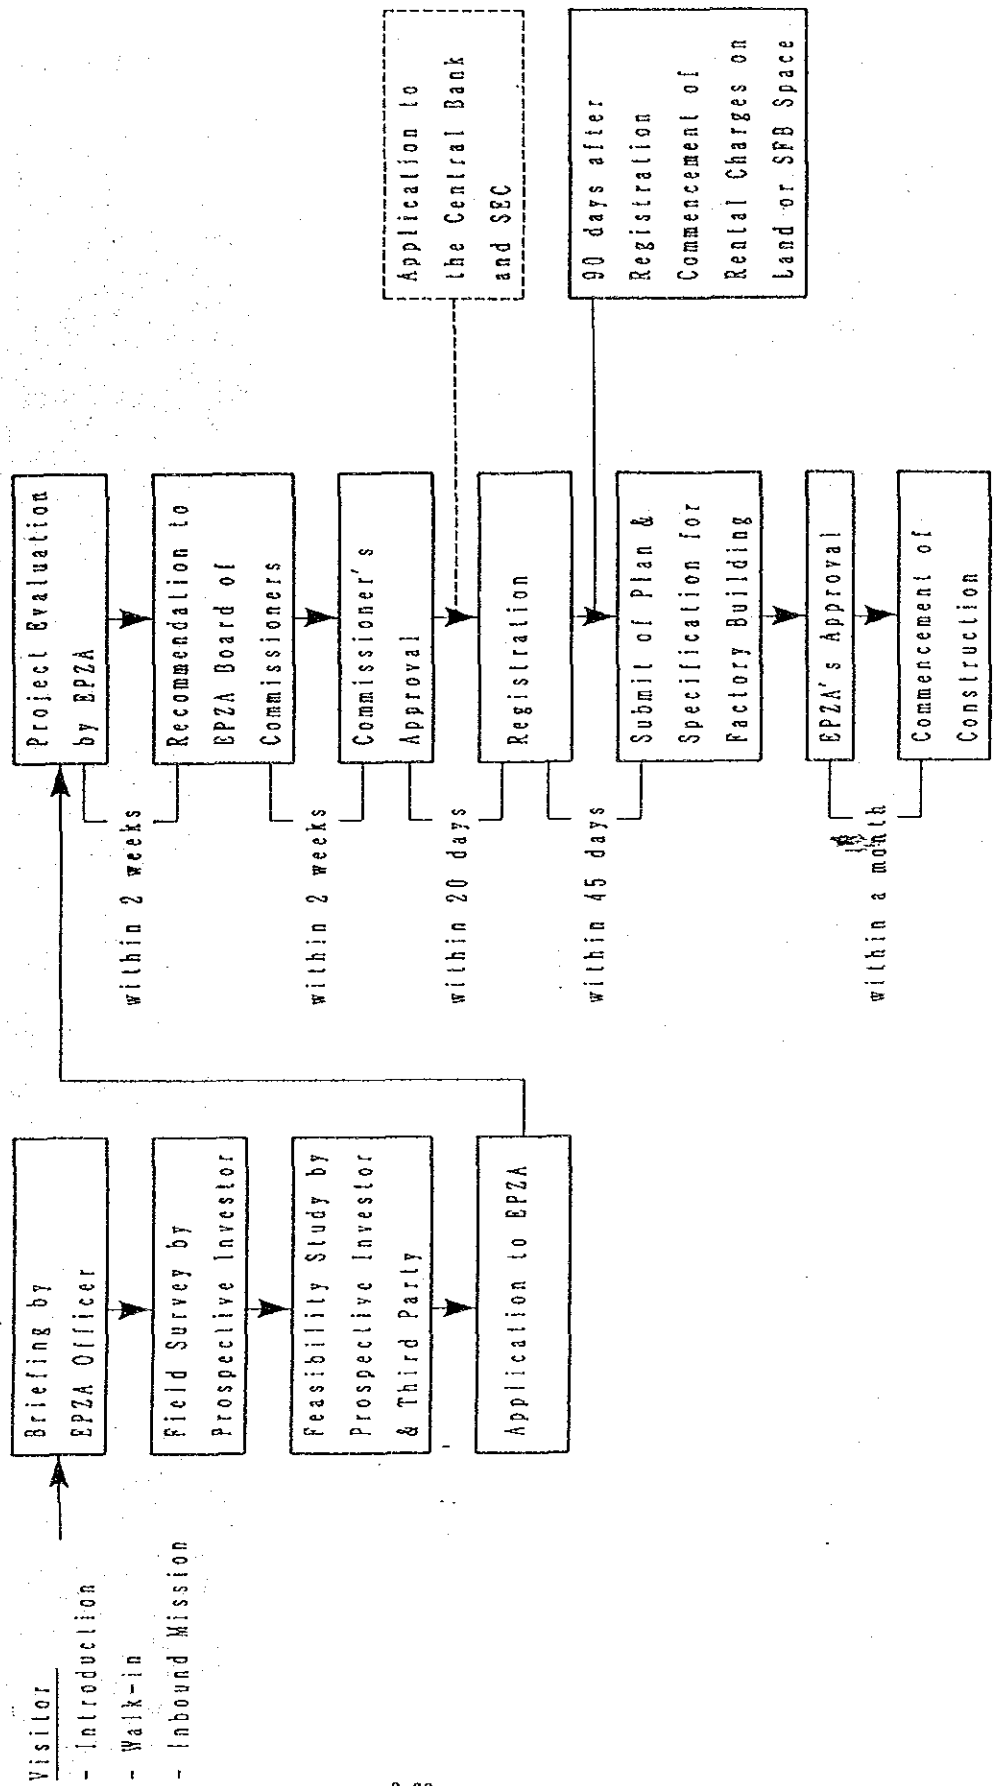 Visitor
- Introduction
- Walk-in
- Inbound Mission
Briefing by
EPZA Officer
Field Survey by
Prospective Investor
Feasibility Study by
Prospective Investor
& Third Party
Application to EPZA
Project Evaluation
by EPZA
within 2 weeks
Recommendation to
EPZA Board of
Commissioners
within 2 weeks
Commissioner's
Approval
within 20 days
Application to
the Central Bank
and SEC
Registration
within 45 days
90 days after
Registration
Commencement of
Rental Charges on
Land or SFB Space
Submit of Plan &
Specification for
Factory Building
EPZA's Approval
within a month
Commencement of
Construction